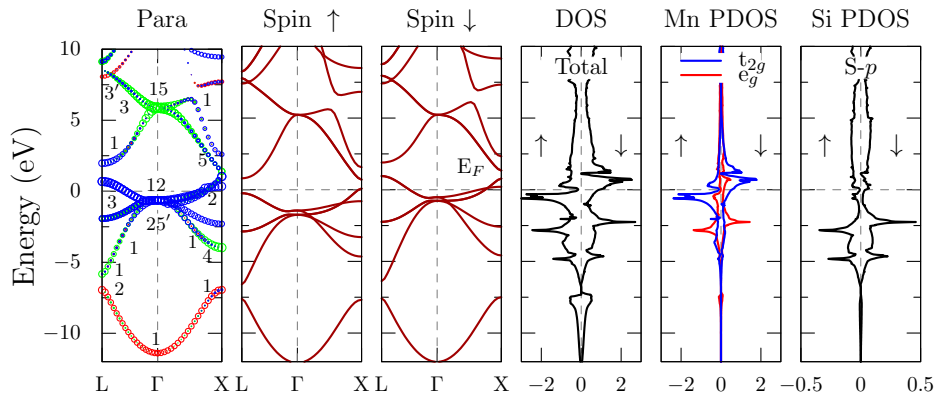 Para Spin ↑ Spin ↓ DOS Mn PDOS Si PDOS
Energy (eV)
10
5
0
−5
−10
3′ 3 15 1
1 5
12
3 2
25′
1 1 4
1 2 1
1
L Γ X
L Γ X
E_F
L Γ X
Total
↑ ↓
−2 0 2
t_{2g}
e_g
↑ ↓
−2 0 2
S-p
↑ ↓
−0.5 0 0.5